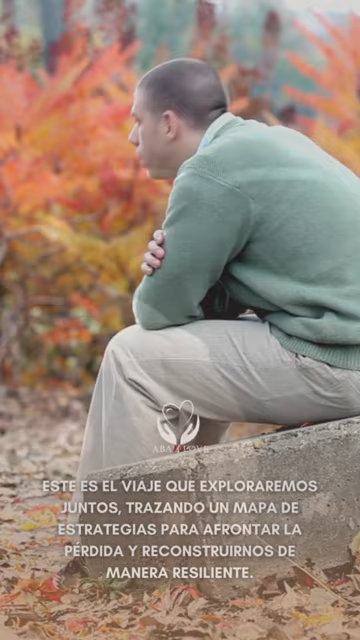 ESTE ES EL VIAJE QUE EXPLORAREMOS
JUNTOS, TRAZANDO UN MAPA DE
ESTRATEGIAS PARA AFRONTAR LA
PÉRDIDA Y RECONSTRUIRNOS DE
MANERA RESILIENTE.